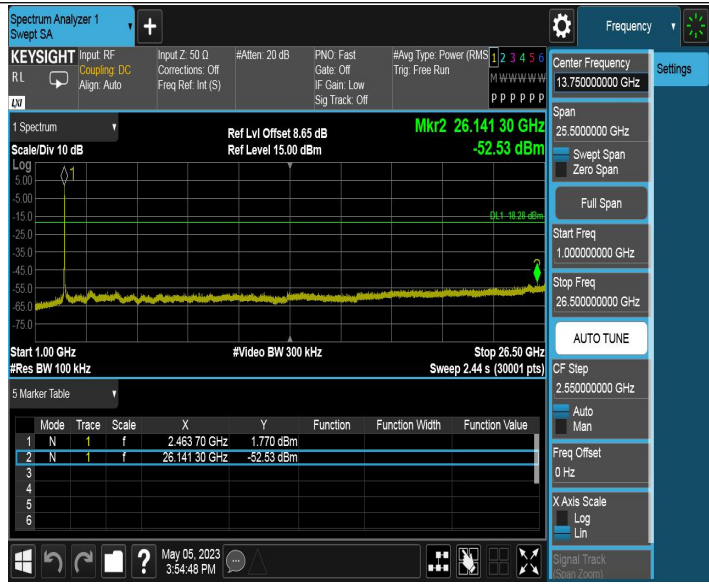 Spectrum Analyzer 1
Swept SA
+
Frequency
KEYSIGHT
RL
LXI
Input: RF
Coupling: DC
Align: Auto
Input Z: 50 Ω
Corrections: Off
Freq Ref: Int (S)
#Atten: 20 dB
PNO: Fast
Gate: Off
IF Gain: Low
Sig Track: Off
#Avg Type: Power (RMS
Trig: Free Run
1 2 3 4 5 6
M W W W W W
P P P P P P
1 Spectrum
Scale/Div 10 dB
Ref Lvl Offset 8.65 dB
Ref Level 15.00 dBm
Mkr2 26.141 30 GHz
-52.53 dBm
Log
5.00
-5.00
-15.0
-25.0
-35.0
-45.0
-55.0
-65.0
-75.0
1
DL1 -18.28 dBm
2
Start 1.00 GHz
#Res BW 100 kHz
#Video BW 300 kHz
Stop 26.50 GHz
Sweep 2.44 s (30001 pts)
5 Marker Table
Mode Trace Scale X Y Function Function Width Function Value
1 N 1 f 2.463 70 GHz 1.770 dBm
2 N 1 f 26.141 30 GHz -52.53 dBm
3
4
5
6
?
May 05, 2023
3:54:48 PM
Center Frequency
13.750000000 GHz
Settings
Span
25.5000000 GHz
Swept Span
Zero Span
Full Span
Start Freq
1.000000000 GHz
Stop Freq
26.500000000 GHz
AUTO TUNE
CF Step
2.550000000 GHz
Auto
Man
Freq Offset
0 Hz
X Axis Scale
Log
Lin
Signal Track
(Span Zoom)